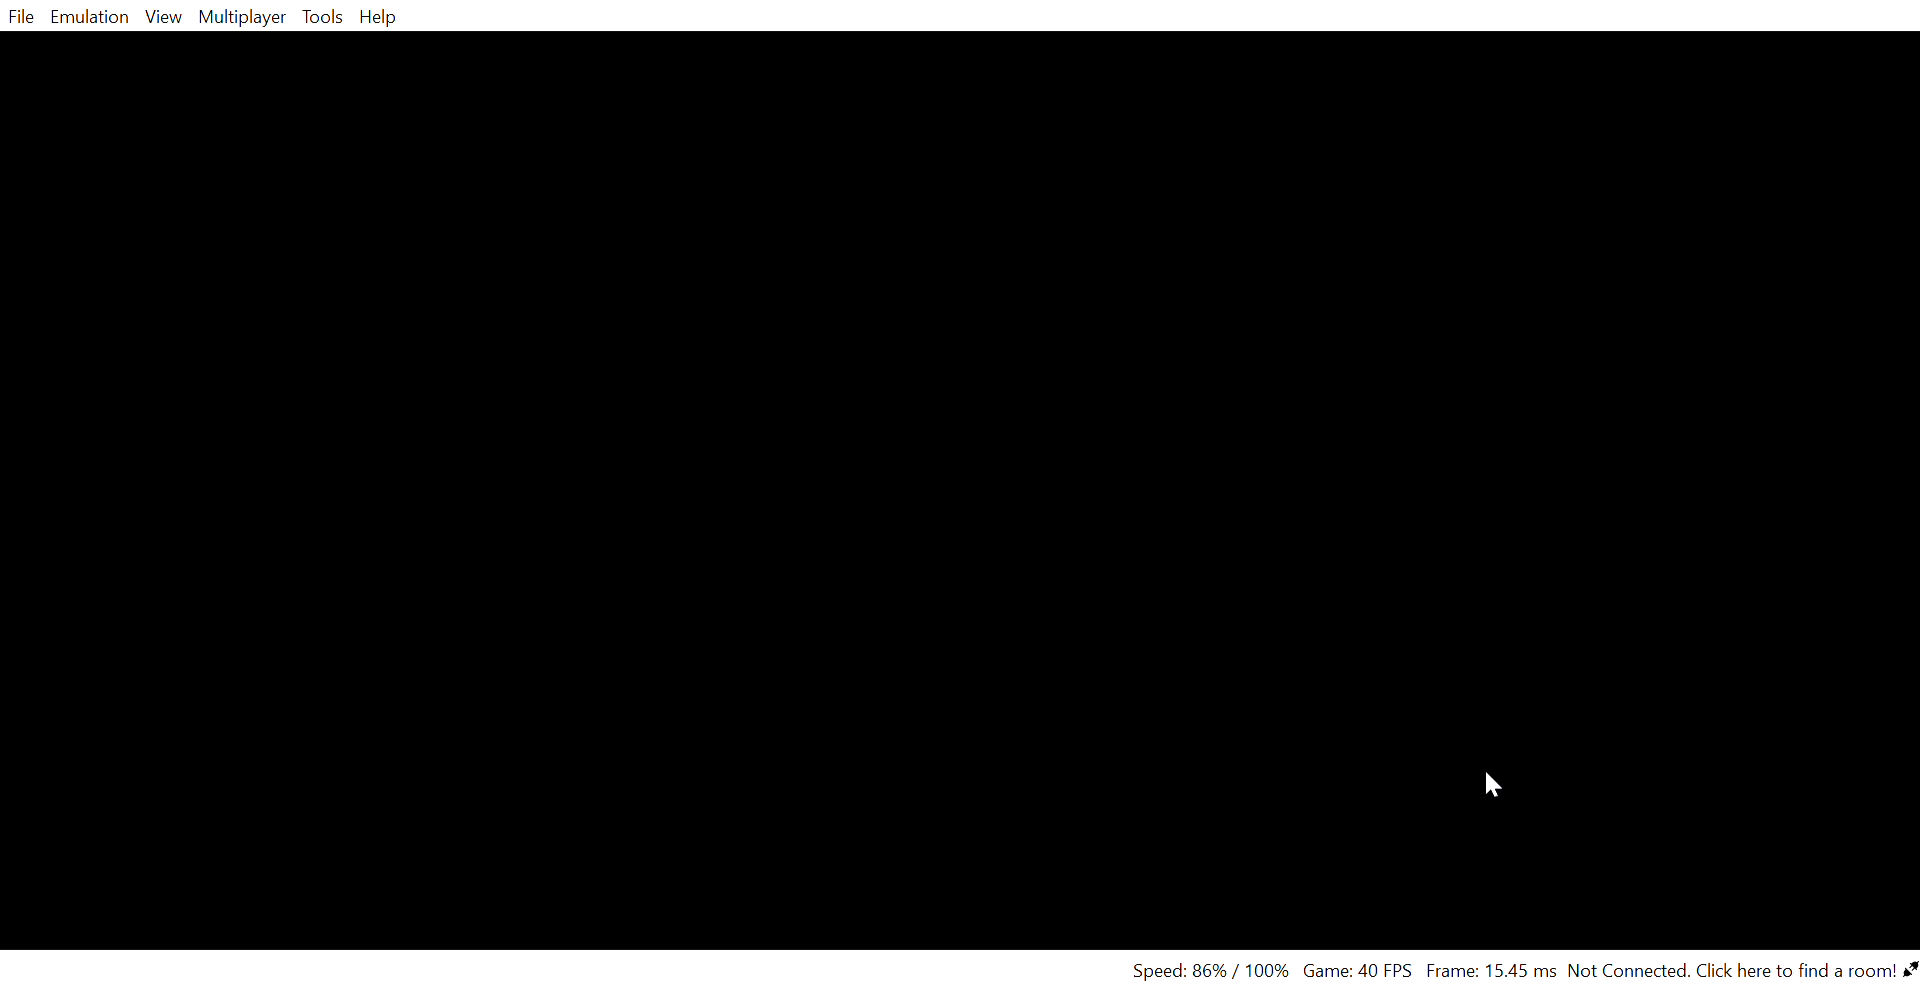 File Emulation View Multiplayer Tools Help
Speed: 86% / 100% Game: 40 FPS Frame: 15.45 ms Not Connected. Click here to find a room!